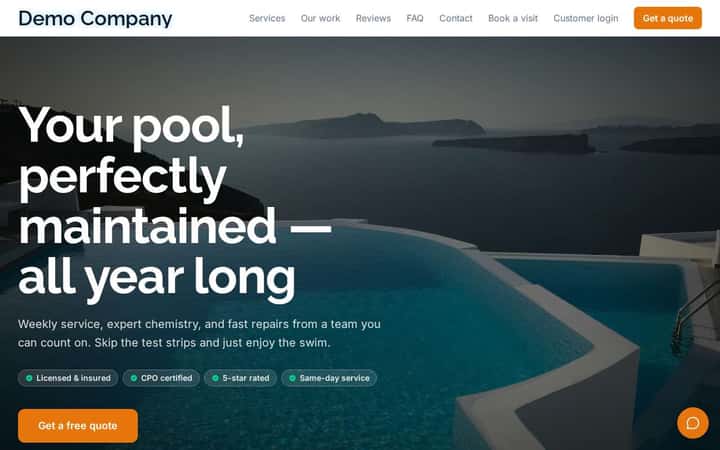 Demo Company
Services
Our work
Reviews
FAQ
Contact
Book a visit
Customer login
Get a quote
Your pool,
perfectly
maintained —
all year long
Weekly service, expert chemistry, and fast repairs from a team you
can count on. Skip the test strips and just enjoy the swim.
Licensed & insured
CPO certified
5-star rated
Same-day service
Get a free quote